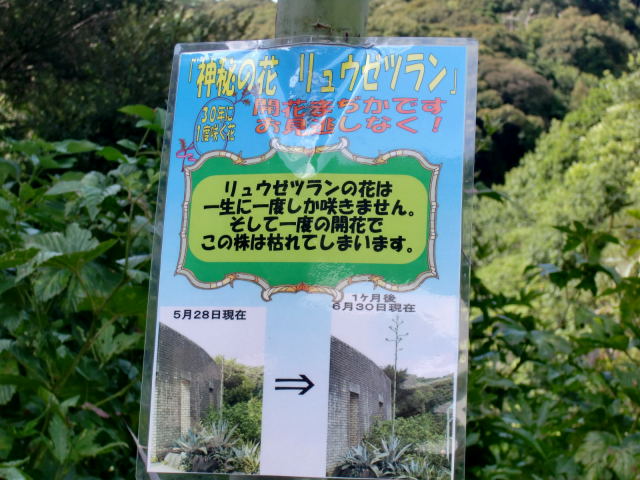 『神秘の花 リュウゼツラン』
30年に
1度咲く花
開花まぢかです
お見逃しなく！
リュウゼツランの花は
一生に一度しか咲きません。
そして一度の開花で
この株は枯れてしまいます。
5月28日現在
1ヶ月後
6月30日現在